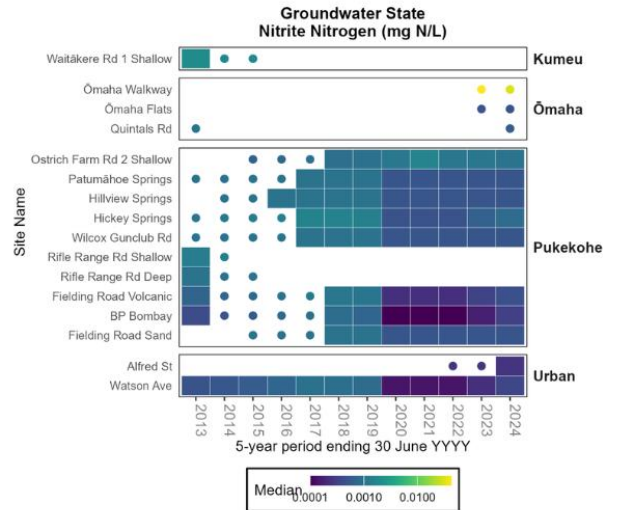 Groundwater State
Nitrite Nitrogen (mg N/L)
Waitākere Rd 1 Shallow
Kumeu
Ōmaha Walkway
Ōmaha Flats
Ōmaha
Quintals Rd
Ostrich Farm Rd 2 Shallow
Patumāhoe Springs
Hillview Springs
Hickey Springs
Wilcox Gunclub Rd
Pukekohe
Rifle Range Rd Shallow
Rifle Range Rd Deep
Fielding Road Volcanic
BP Bombay
Fielding Road Sand
Alfred St
Urban
Watson Ave
Site Name
2013 2014 2015 2016 2017 2018 2019 2020 2021 2022 2023 2024
5-year period ending 30 June YYYY
Median
0.0001 0.0010 0.0100